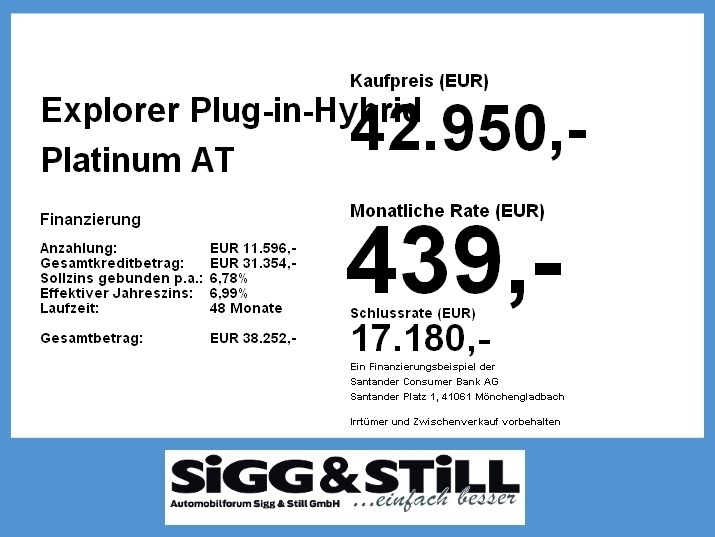 Explorer Plug-in-Hybrid
Platinum AT
Kaufpreis (EUR)
42.950,-
Finanzierung
Anzahlung: EUR 11.596,-
Gesamtkreditbetrag: EUR 31.354,-
Sollzins gebunden p.a.: 6,78%
Effektiver Jahreszins: 6,99%
Laufzeit: 48 Monate
Gesamtbetrag: EUR 38.252,-
Monatliche Rate (EUR)
439,-
Schlussrate (EUR)
17.180,-
Ein Finanzierungsbeispiel der
Santander Consumer Bank AG
Santander Platz 1, 41061 Mönchengladbach
Irrtümer und Zwischenverkauf vorbehalten
SiGG & STiLL
Automobilforum Sigg & Still GmbH ...einfach besser